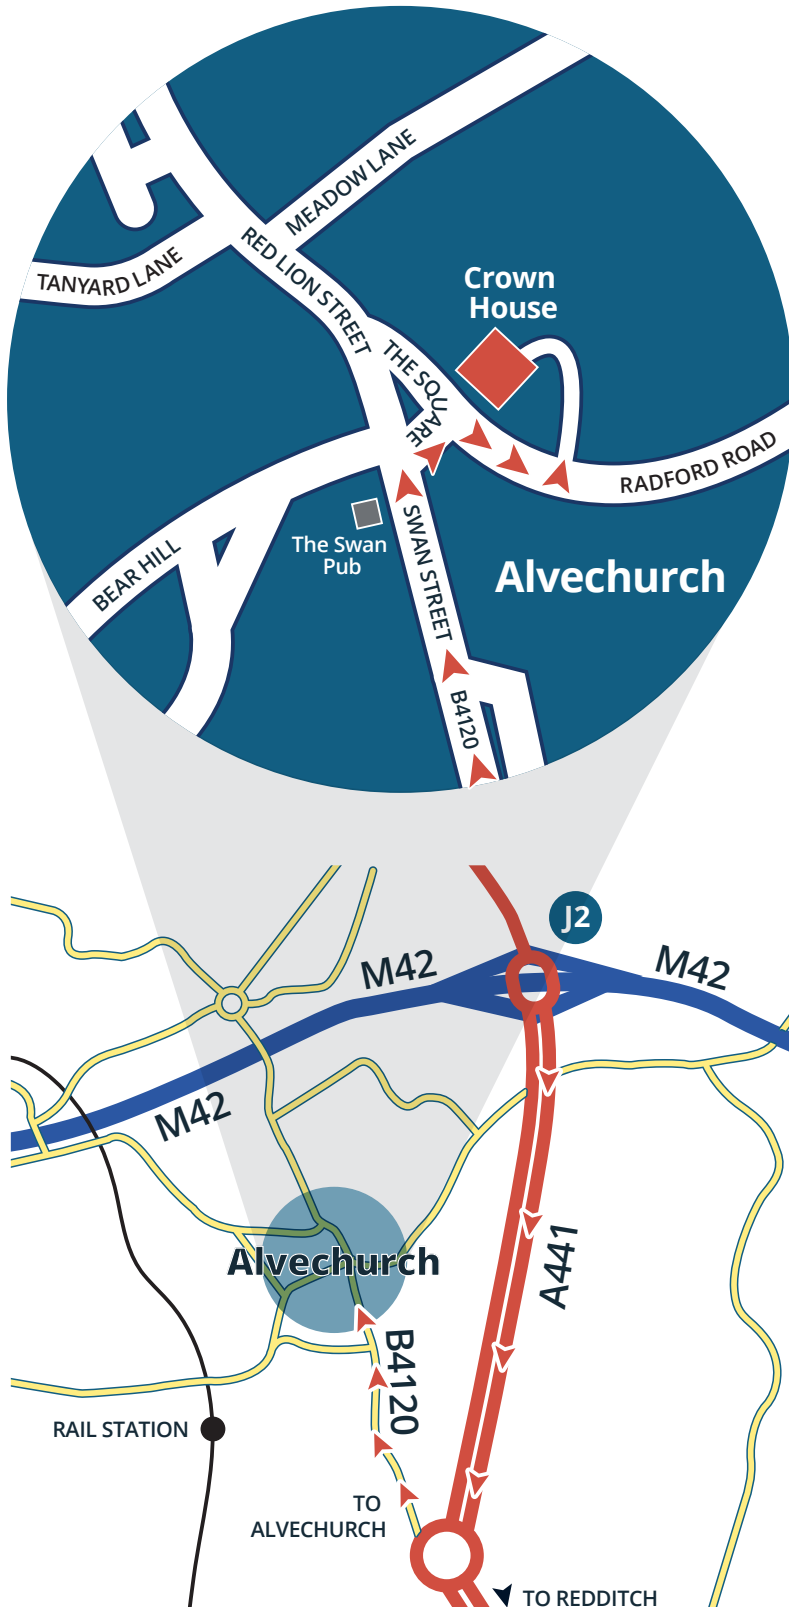 MEADOW LANE
TANYARD LANE
RED LION STREET
Crown
House
THE SQUARE
RADFORD ROAD
BEAR HILL
The Swan
Pub
SWAN STREET
Alvechurch
B4120
J2
M42
M42
M42
A441
Alvechurch
B4120
RAIL STATION
TO
ALVECHURCH
TO REDDITCH